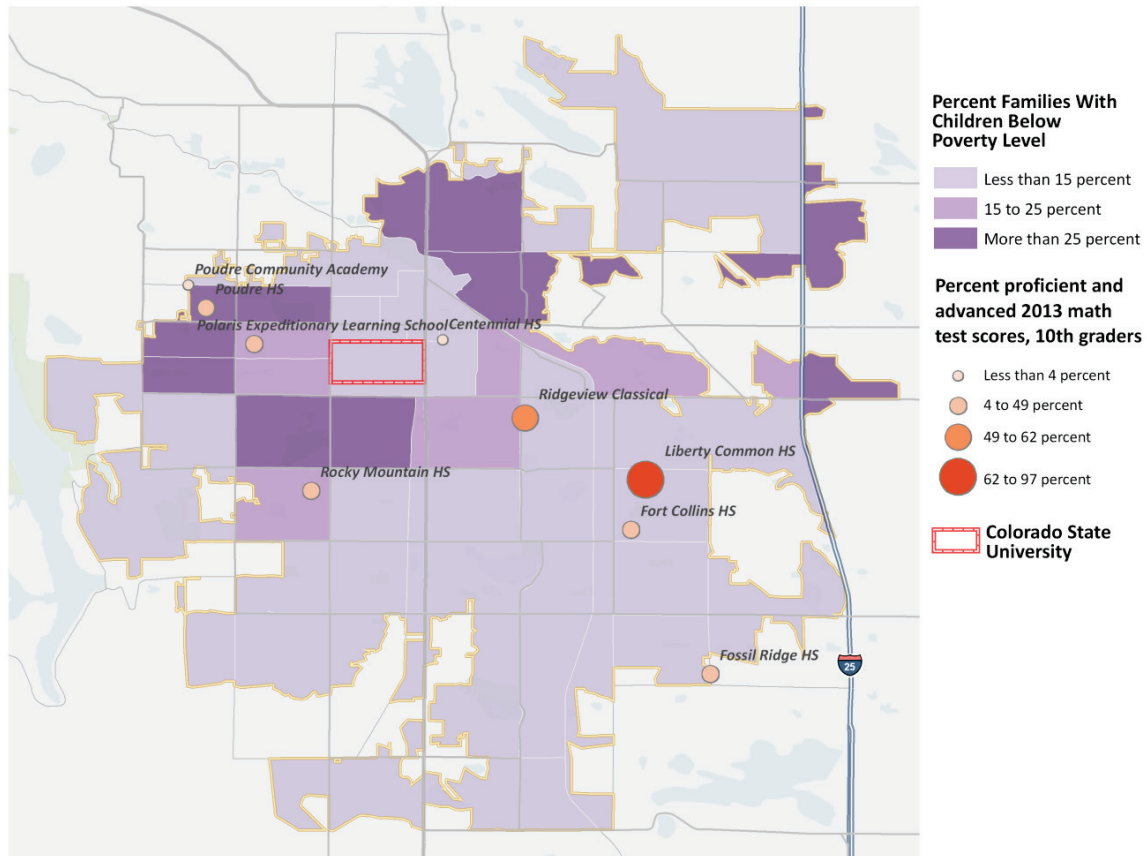 Poudre Community Academy
Poudre HS
Polaris Expeditionary Learning School
Centennial HS
Ridgeview Classical
Liberty Common HS
Rocky Mountain HS
Fort Collins HS
Fossil Ridge HS
25
Percent Families With
Children Below
Poverty Level
Less than 15 percent
15 to 25 percent
More than 25 percent
Percent proficient and
advanced 2013 math
test scores, 10th graders
Less than 4 percent
4 to 49 percent
49 to 62 percent
62 to 97 percent
Colorado State
University